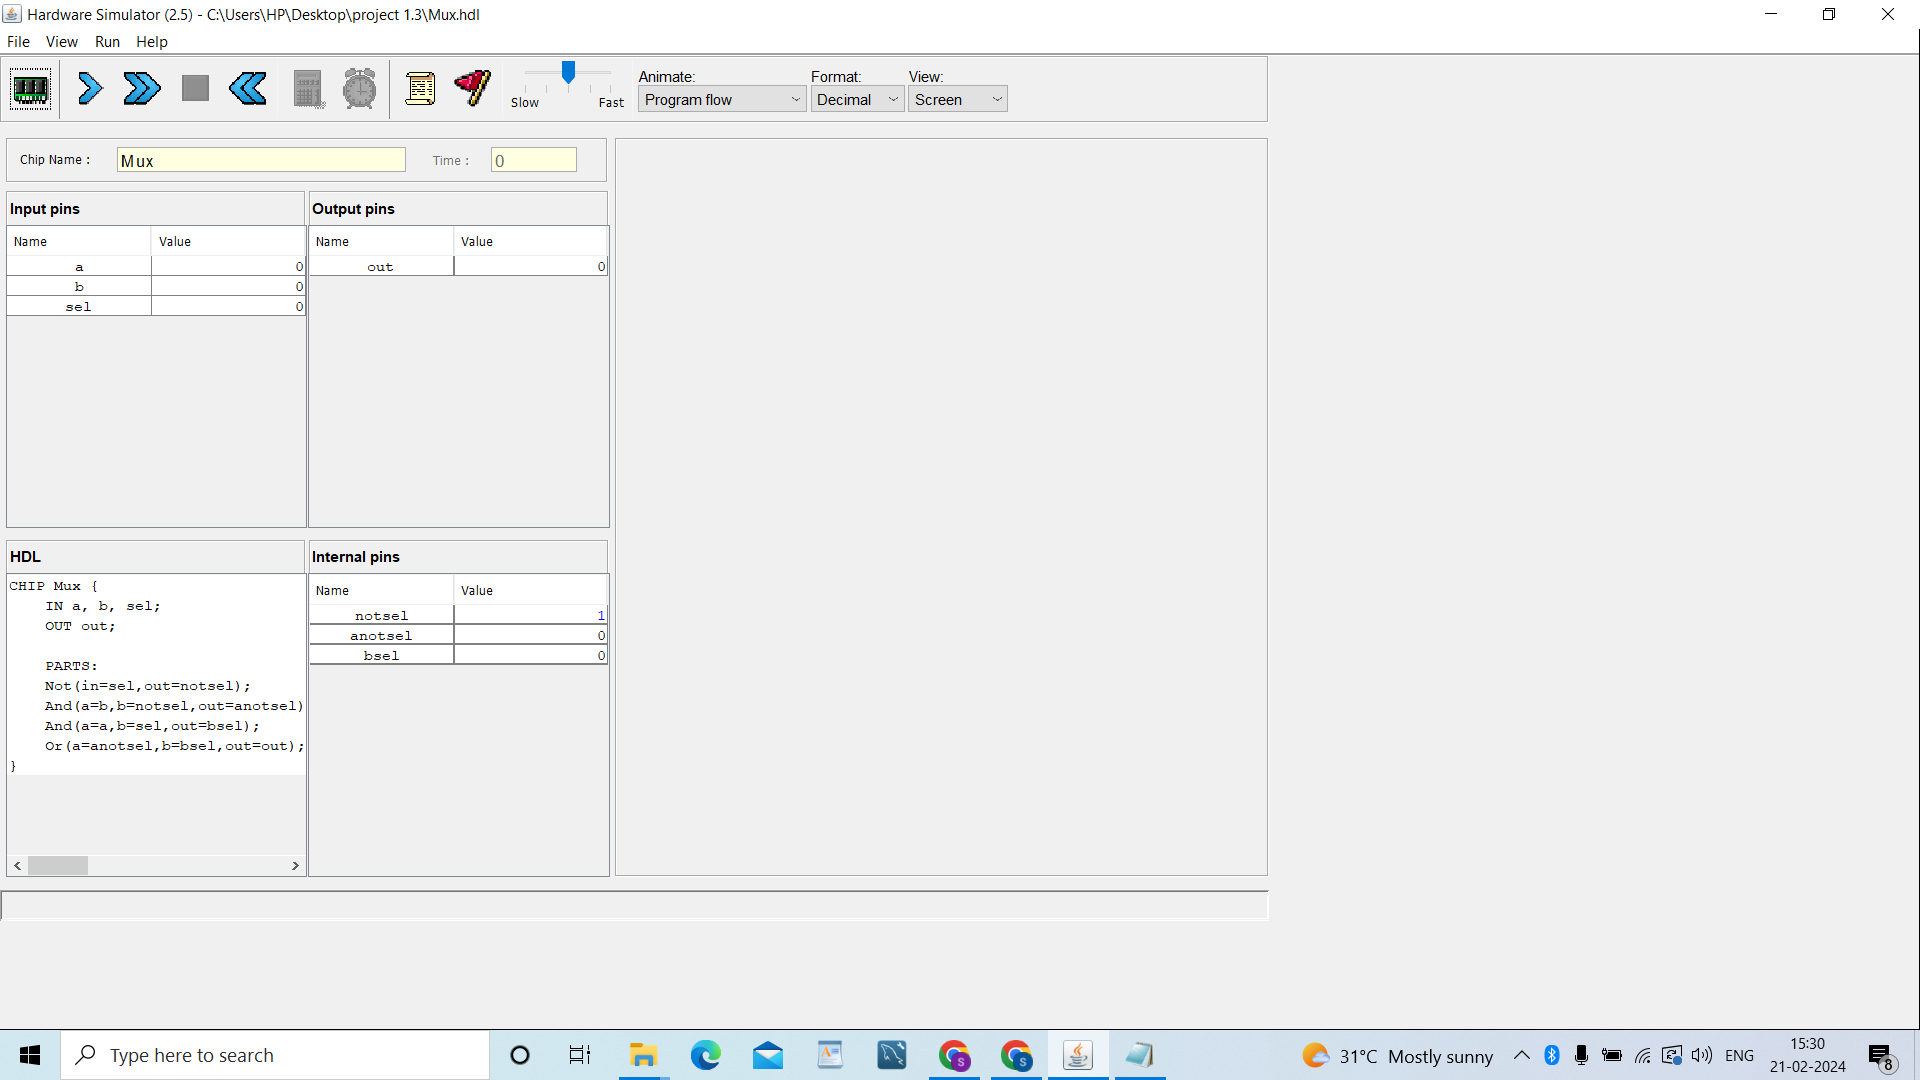 Hardware Simulator (2.5) - C:\Users\HP\Desktop\project 1.3\Mux.hdl
File View Run Help
Slow Fast
Animate: Format: View:
Program flow Decimal Screen
Chip Name : Mux Time : 0
Input pins
Name Value
a 0
b 0
sel 0
Output pins
Name Value
out 0
HDL
CHIP Mux {
IN a, b, sel;
OUT out;
PARTS:
Not(in=sel,out=notsel);
And(a=b,b=notsel,out=anotsel)
And(a=a,b=sel,out=bsel);
Or(a=anotsel,b=bsel,out=out);
}
Internal pins
Name Value
notsel 1
anotsel 0
bsel 0
Type here to search
S S
31°C Mostly sunny
ENG
15:30
21-02-2024
8